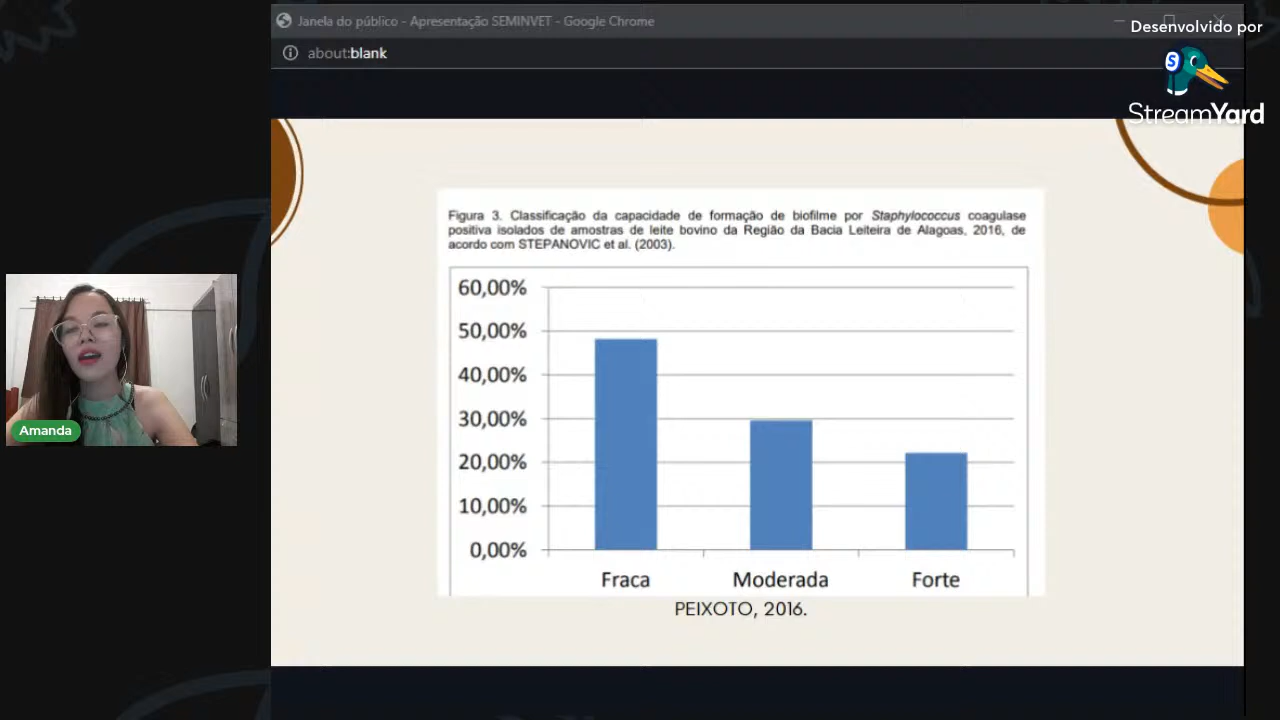 Janela do público - Apresentação SEMINVET - Google Chrome
Desenvolvido por
about:blank
S
StreamYard
Figura 3. Classificação da capacidade de formação de biofilme por Staphylococcus coagulase
positiva isolados de amostras de leite bovino da Região da Bacia Leiteira de Alagoas, 2016, de
acordo com STEPANOVIC et al. (2003).
60,00%
50,00%
40,00%
30,00%
20,00%
10,00%
0,00%
Fraca Moderada Forte
PEIXOTO, 2016.
Amanda